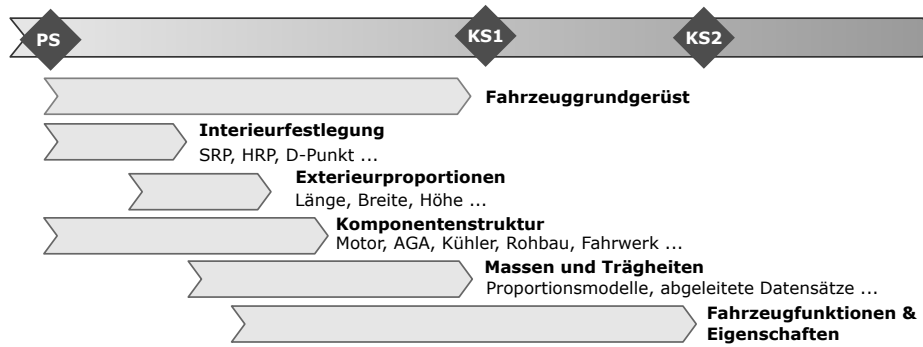 PS
KS1
KS2
Fahrzeuggrundgerüst
Interieurfestlegung
SRP, HRP, D-Punkt ...
Exterieurproportionen
Länge, Breite, Höhe ...
Komponentenstruktur
Motor, AGA, Kühler, Rohbau, Fahrwerk ...
Massen und Trägheiten
Proportionsmodelle, abgeleitete Datensätze ...
Fahrzeugfunktionen &
Eigenschaften